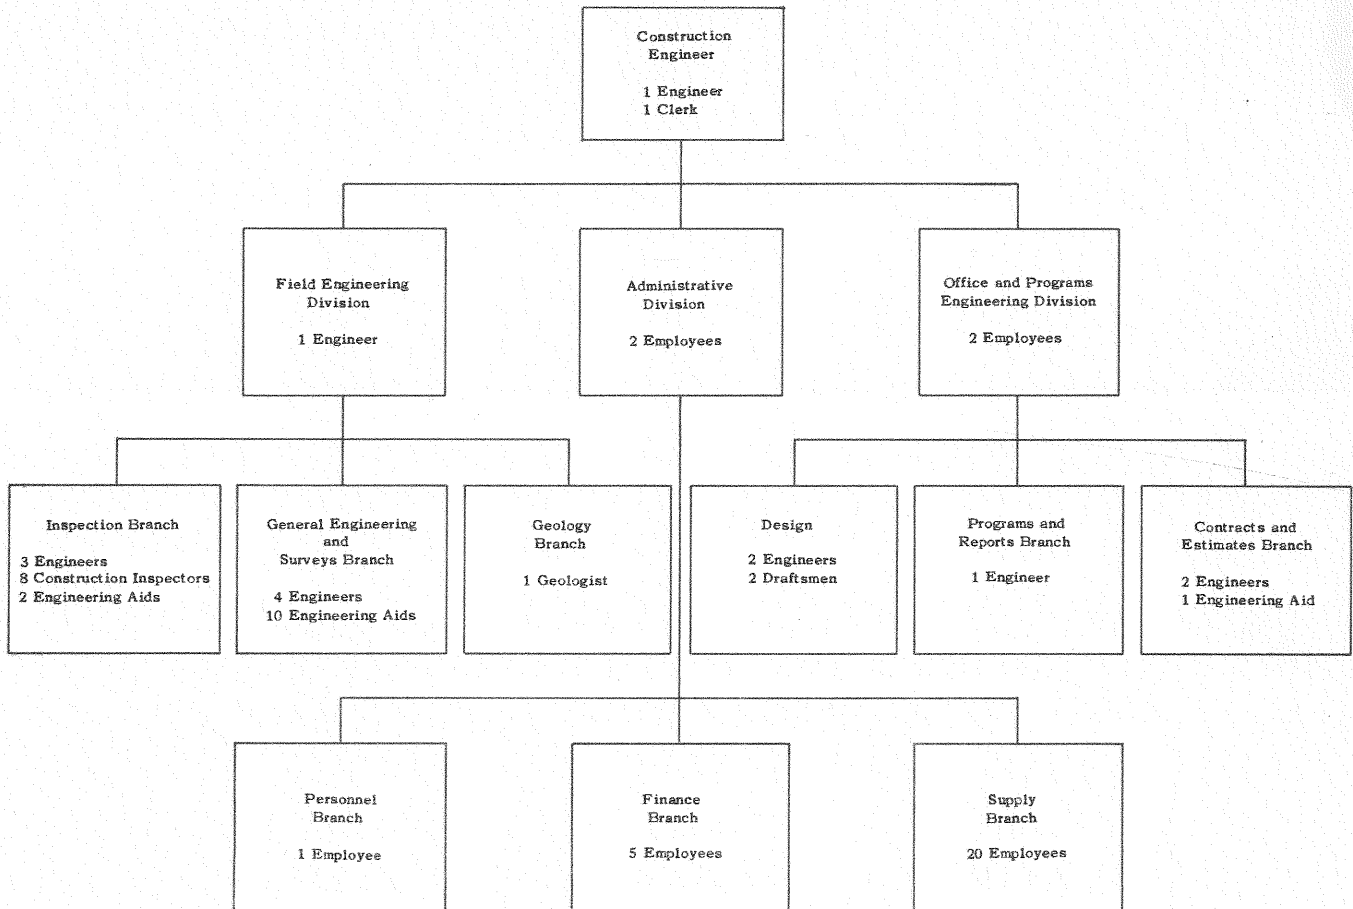 Construction
Engineer
1 Engineer
1 Clerk
Field Engineering
Division
1 Engineer
Administrative
Division
2 Employees
Office and Programs
Engineering Division
2 Employees
Inspection Branch
3 Engineers
8 Construction Inspectors
2 Engineering Aids
General Engineering
and
Surveys Branch
4 Engineers
10 Engineering Aids
Geology
Branch
1 Geologist
Design
2 Engineers
2 Draftsmen
Programs and
Reports Branch
1 Engineer
Contracts and
Estimates Branch
2 Engineers
1 Engineering Aid
Personnel
Branch
1 Employee
Finance
Branch
5 Employees
Supply
Branch
20 Employees